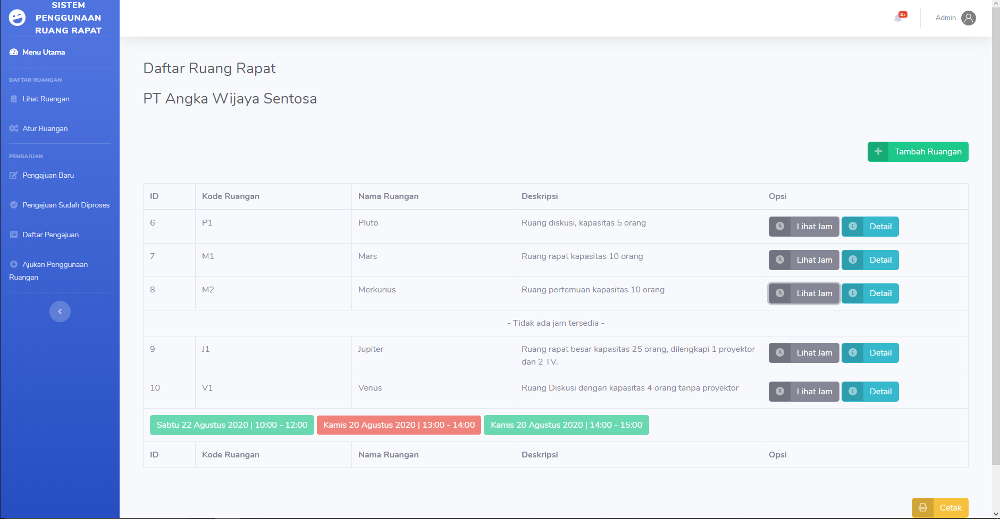 SISTEM
PENGGUNAAN
RUANG RAPAT
Menu Utama
DAFTAR RUANGAN
Lihat Ruangan
Atur Ruangan
PENGAJUAN
Pengajuan Baru
Pengajuan Sudah Diproses
Daftar Pengajuan
Ajukan Penggunaan
Ruangan
3+
Admin
Daftar Ruang Rapat
PT Angka Wijaya Sentosa
Tambah Ruangan
ID Kode Ruangan Nama Ruangan Deskripsi Opsi
6 P1 Pluto Ruang diskusi, kapasitas 5 orang Lihat Jam Detail
7 M1 Mars Ruang rapat kapasitas 10 orang Lihat Jam Detail
8 M2 Merkurius Ruang pertemuan kapasitas 10 orang Lihat Jam Detail
- Tidak ada jam tersedia -
9 J1 Jupiter Ruang rapat besar kapasitas 25 orang, dilengkapi 1 proyektor Lihat Jam Detail
dan 2 TV.
10 V1 Venus Ruang Diskusi dengan kapasitas 4 orang tanpa proyektor Lihat Jam Detail
Sabtu 22 Agustus 2020 | 10:00 - 12:00 Kamis 20 Agustus 2020 | 13:00 - 14:00 Kamis 20 Agustus 2020 | 14:00 - 15:00
ID Kode Ruangan Nama Ruangan Deskripsi Opsi
Cetak